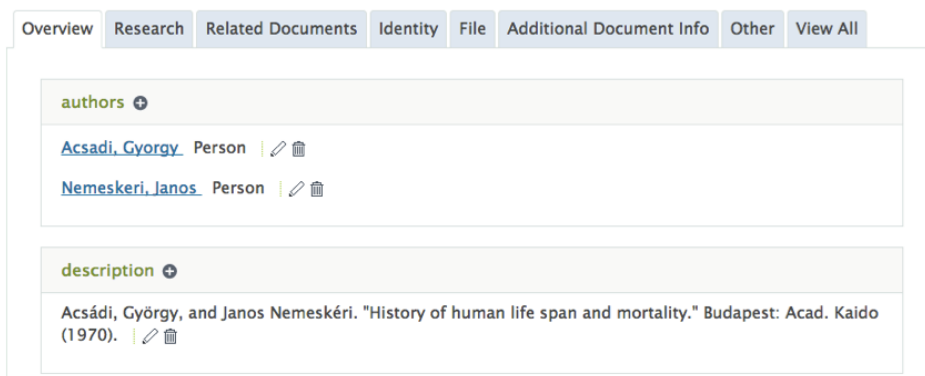 Overview Research Related Documents Identity File Additional Document Info Other View All
authors
Acsadi, Gyorgy Person
Nemeskeri, Janos Person
description
Acsádi, György, and Janos Nemeskéri. "History of human life span and mortality." Budapest: Acad. Kaido
(1970).